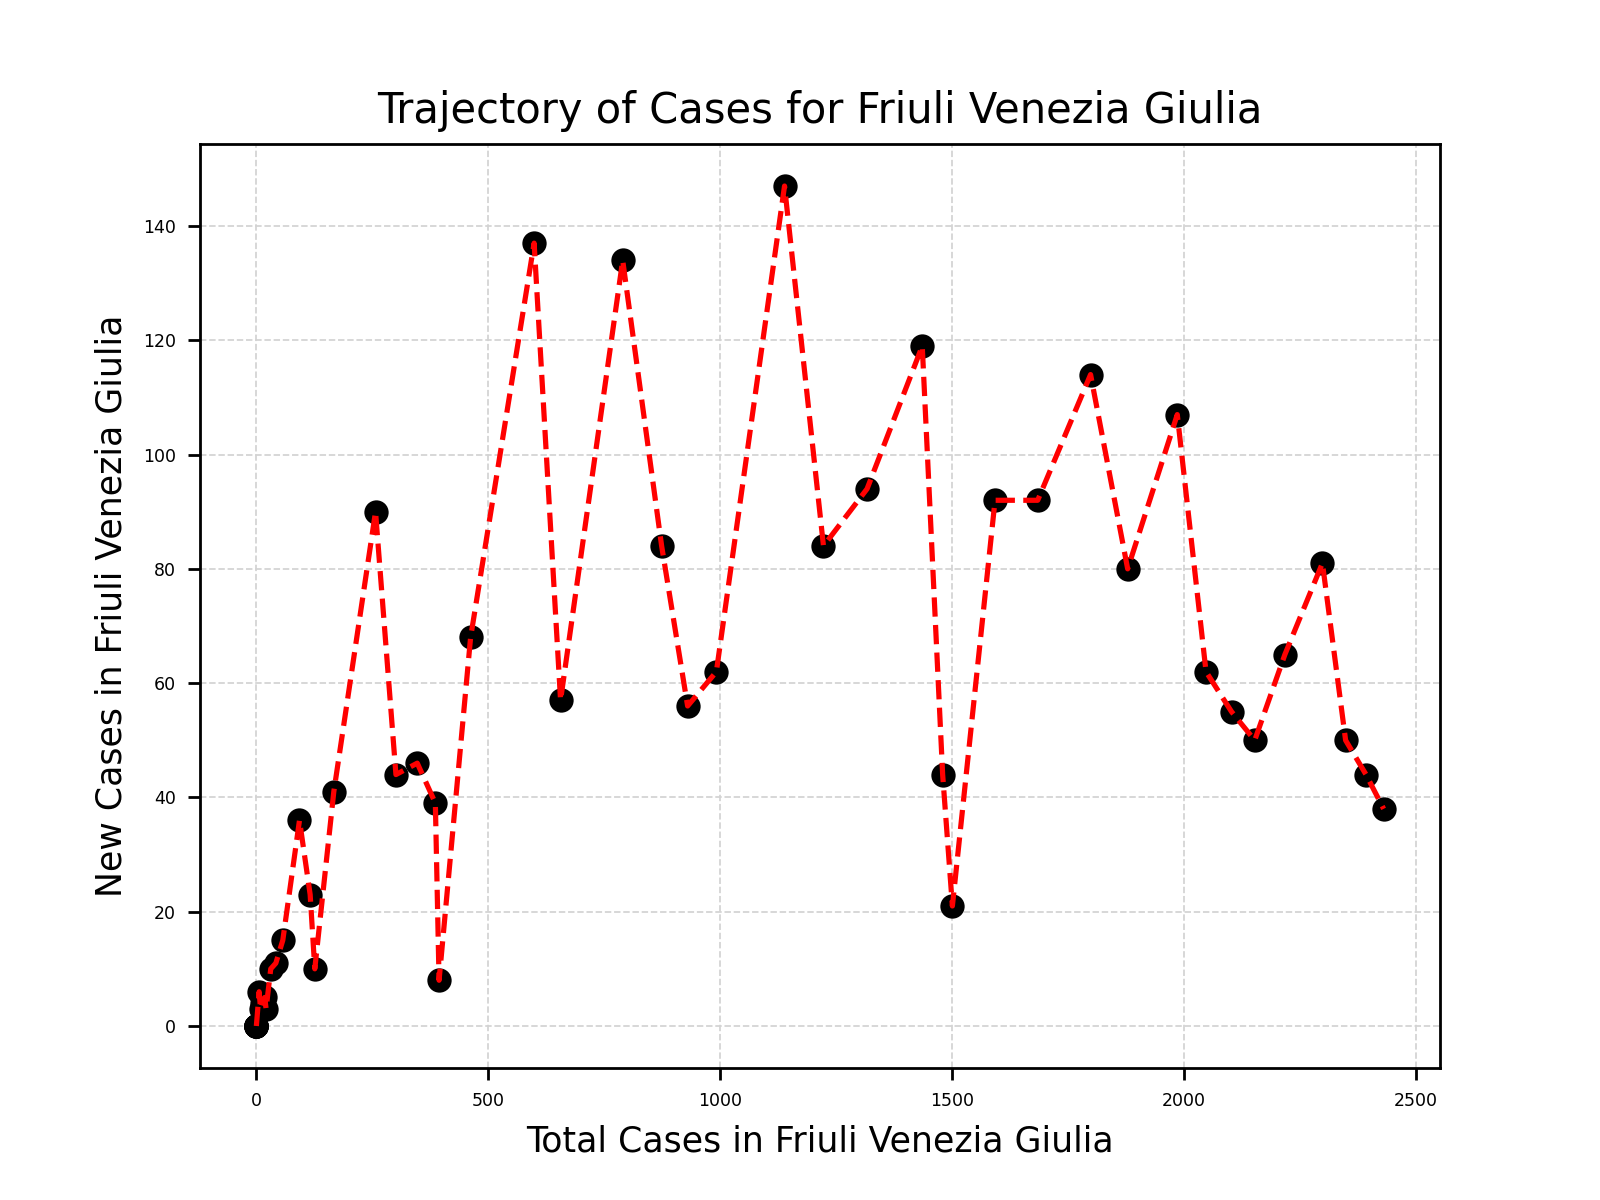 Trajectory of Cases for Friuli Venezia Giulia
New Cases in Friuli Venezia Giulia
140
120
100
80
60
40
20
0
0 500 1000 1500 2000 2500
Total Cases in Friuli Venezia Giulia